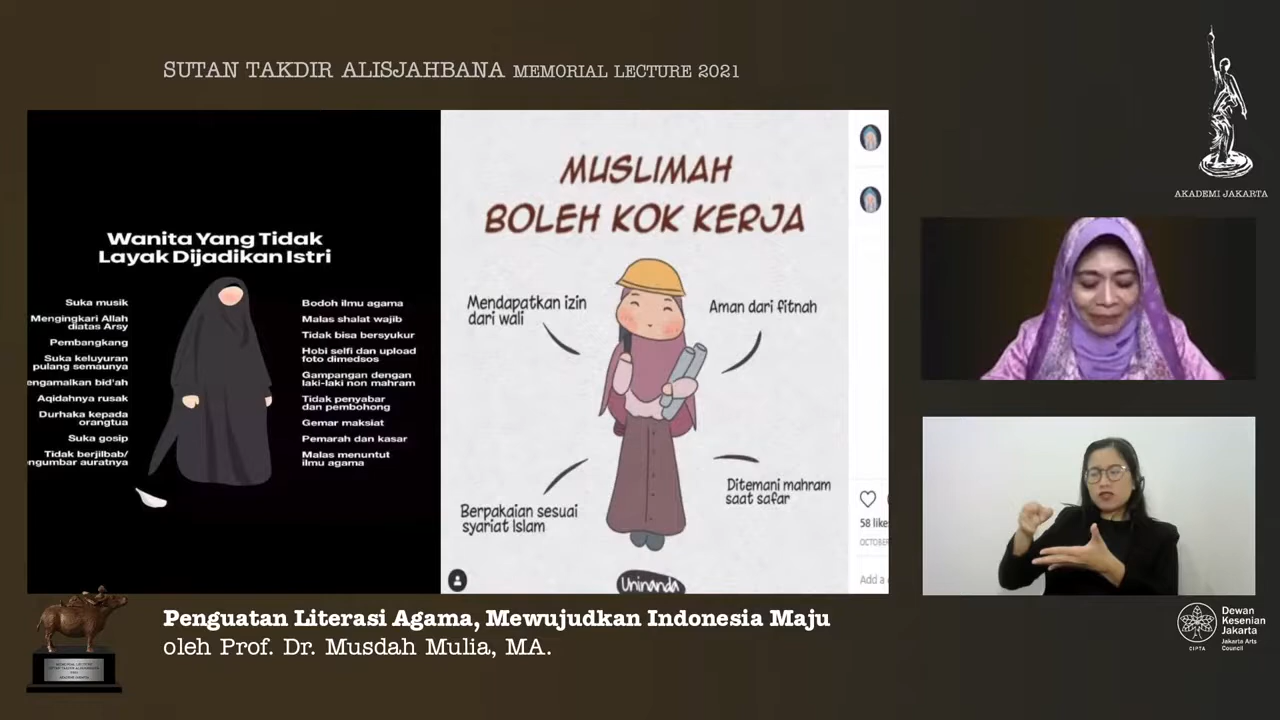 SUTAN TAKDIR ALISJAHBANA MEMORIAL LECTURE 2021
AKADEMI JAKARTA
Wanita Yang Tidak
Layak Dijadikan Istri
Suka musik
Mengingkari Allah
diatas Arsy
Pembangkang
Suka keluyuran
pulang semaunya
engamalkan bid'ah
Aqidahnya rusak
Durhaka kepada
orangtua
Suka gosip
Tidak berjilbab/
ngumbar auratnya
Bodoh ilmu agama
Malas shalat wajib
Tidak bisa bersyukur
Hobi selfi dan upload
foto dimedsos
Gampangan dengan
laki-laki non mahram
Tidak penyabar
dan pembohong
Gemar maksiat
Pemarah dan kasar
Malas menuntut
ilmu agama
MUSLIMAH
BOLEH KOK KERJA
Mendapatkan izin
dari wali
Aman dari fitnah
Berpakaian sesuai
syariat Islam
Ditemani mahram
saat safar
Uninanda
58 like
OCTOBER
Add a
Penguatan Literasi Agama, Mewujudkan Indonesia Maju
oleh Prof. Dr. Musdah Mulia, MA.
CIPTA
Dewan
Kesenian
Jakarta
Jakarta Arts
Council